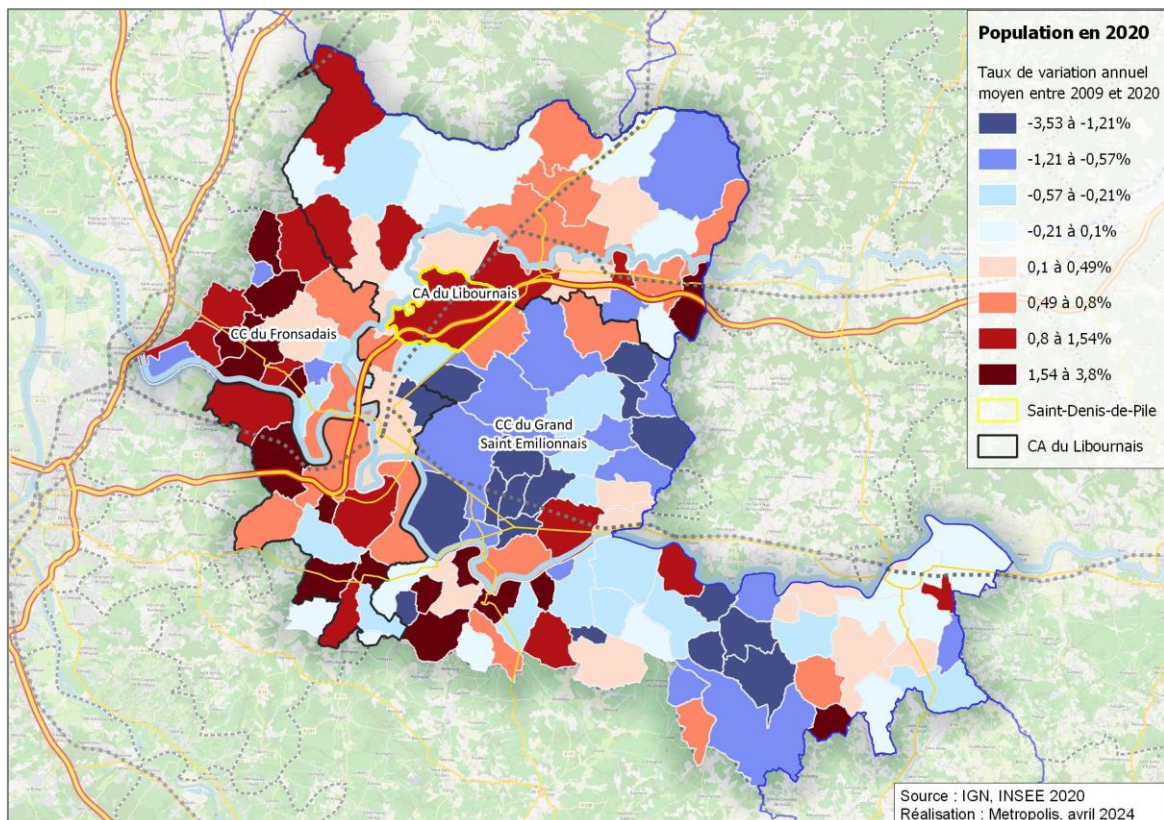 Population en 2020
Taux de variation annuel
moyen entre 2009 et 2020
-3,53 à -1,21%
-1,21 à -0,57%
-0,57 à -0,21%
-0,21 à 0,1%
0,1 à 0,49%
0,49 à 0,8%
0,8 à 1,54%
1,54 à 3,8%
Saint-Denis-de-Pile
CA du Libournais
CA du Libournais
CC du Fronsadais
CC du Grand
Saint Emilionnais
Source : IGN, INSEE 2020
Réalisation : Metropolis, avril 2024